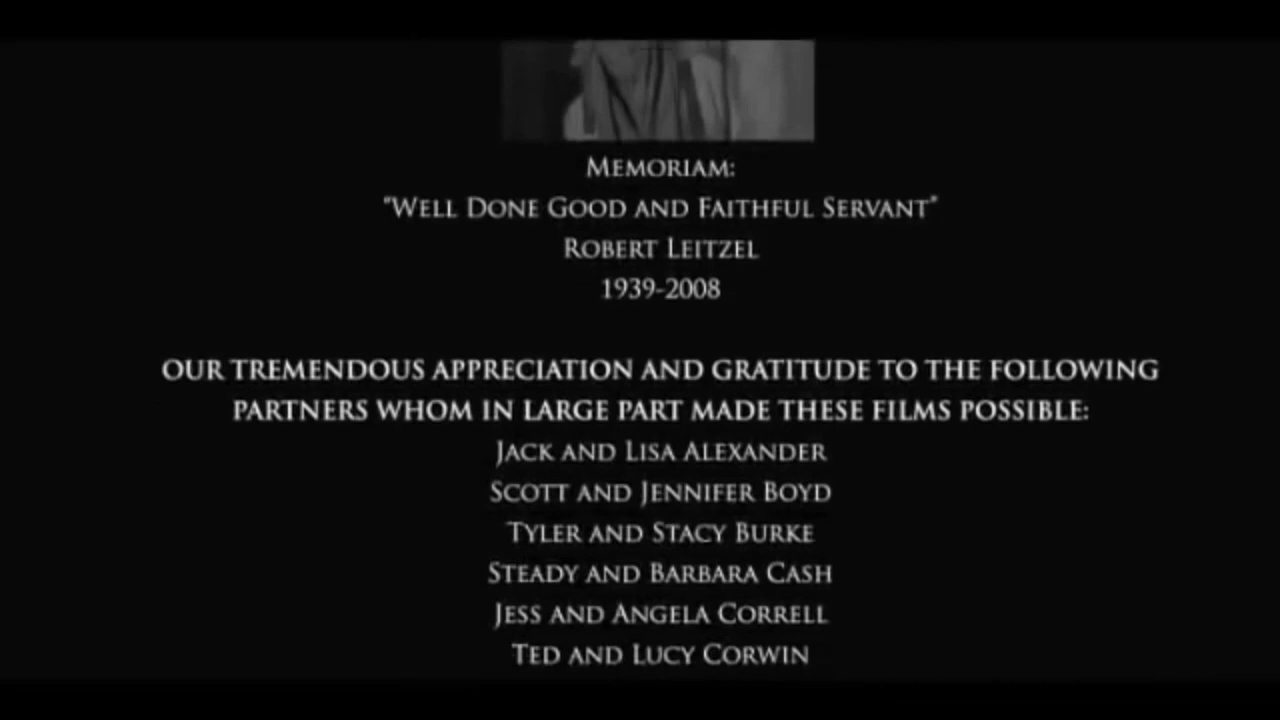 Memoriam:
"Well Done Good and Faithful Servant"
Robert Leitzel
1939-2008
OUR TREMENDOUS APPRECIATION AND GRATITUDE TO THE FOLLOWING
PARTNERS WHOM IN LARGE PART MADE THESE FILMS POSSIBLE:
Jack and Lisa Alexander
Scott and Jennifer Boyd
Tyler and Stacy Burke
Steady and Barbara Cash
Jess and Angela Correll
Ted and Lucy Corwin